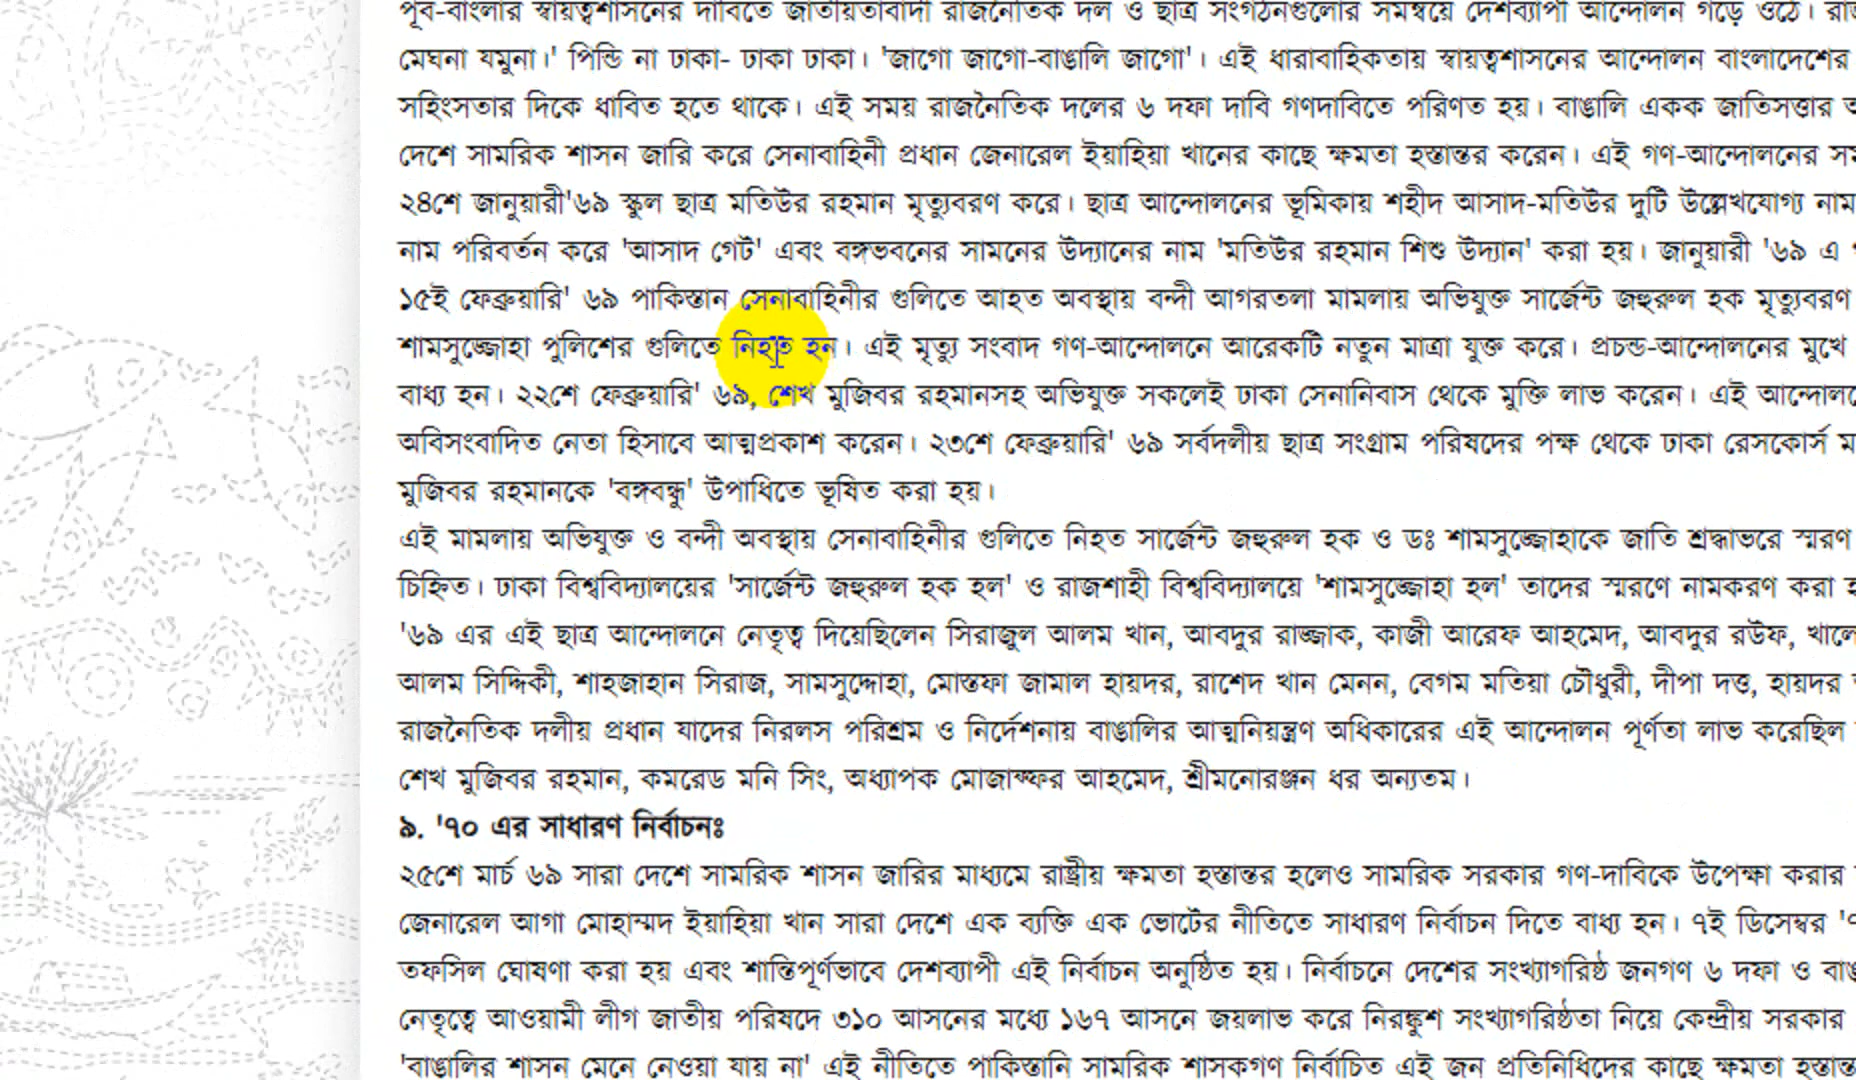 পূর্ব-বাংলার স্বায়ত্বশাসনের দাবিতে জাতীয়তাবাদী রাজনৈতিক দল ও ছাত্র সংগঠনগুলোর সমন্বয়ে দেশব্যাপী আন্দোলন গড়ে ওঠে।
মেঘনা যমুনা।' পিন্ডি না ঢাকা- ঢাকা ঢাকা। 'জাগো জাগো-বাঙালি জাগো'। এই ধারাবাহিকতায় স্বায়ত্বশাসনের আন্দোলন বাংলাদেশের
সহিংসতার দিকে ধাবিত হতে থাকে। এই সময় রাজনৈতিক দলের ৬ দফা দাবি গণদাবিতে পরিণত হয়। বাঙালি একক জাতিসত্তার
দেশে সামরিক শাসন জারি করে সেনাবাহিনী প্রধান জেনারেল ইয়াহিয়া খানের কাছে ক্ষমতা হস্তান্তর করেন। এই গণ-আন্দোলনের
২৪শে জানুয়ারী'৬৯ স্কুল ছাত্র মতিউর রহমান মৃত্যুবরণ করে। ছাত্র আন্দোলনের ভূমিকায় শহীদ আসাদ-মতিউর দুটি উল্লেখযোগ্য নাম
নাম পরিবর্তন করে 'আসাদ গেট' এবং বঙ্গভবনের সামনের উদ্যানের নাম 'মতিউর রহমান শিশু উদ্যান' করা হয়। জানুয়ারী '৬৯ এ
১৫ই ফেব্রুয়ারি' ৬৯ পাকিস্তান সেনাবাহিনীর গুলিতে আহত অবস্থায় বন্দী আগরতলা মামলায় অভিযুক্ত সার্জেন্ট জহুরুল হক মৃত্যুবরণ
শামসুজ্জোহা পুলিশের গুলিতে নিহত হন। এই মৃত্যু সংবাদ গণ-আন্দোলনে আরেকটি নতুন মাত্রা যুক্ত করে। প্রচন্ড-আন্দোলনের মুখে
বাধ্য হন। ২২শে ফেব্রুয়ারি' ৬৯, শেখ মুজিবর রহমানসহ অভিযুক্ত সকলেই ঢাকা সেনানিবাস থেকে মুক্তি লাভ করেন। এই
অবিসংবাদিত নেতা হিসাবে আত্মপ্রকাশ করেন। ২৩শে ফেব্রুয়ারি' ৬৯ সর্বদলীয় ছাত্র সংগ্রাম পরিষদের পক্ষ থেকে ঢাকা রেসকোর্স
মুজিবর রহমানকে 'বঙ্গবন্ধু' উপাধিতে ভূষিত করা হয়।
এই মামলায় অভিযুক্ত ও বন্দী অবস্থায় সেনাবাহিনীর গুলিতে নিহত সার্জেন্ট জহুরুল হক ও ডঃ শামসুজ্জোহাকে জাতি শ্রদ্ধাভরে স্মরণ
চিহ্নিত। ঢাকা বিশ্ববিদ্যালয়ের 'সার্জেন্ট জহুরুল হক হল' ও রাজশাহী বিশ্ববিদ্যালয়ে 'শামসুজ্জোহা হল' তাদের স্মরণে নামকরণ করা
'৬৯ এর এই ছাত্র আন্দোলনে নেতৃত্ব দিয়েছিলেন সিরাজুল আলম খান, আবদুর রাজ্জাক, কাজী আরেফ আহমেদ, আবদুর রউফ,
আলম সিদ্দিকী, শাহজাহান সিরাজ, সামসুদ্দোহা, মোস্তফা জামাল হায়দর, রাশেদ খান মেনন, বেগম মতিয়া চৌধুরী, দীপা দত্ত, হায়দর
রাজনৈতিক দলীয় প্রধান যাদের নিরলস পরিশ্রম ও নির্দেশনায় বাঙালির আত্মনিয়ন্ত্রণ অধিকারের এই আন্দোলন পূর্ণতা লাভ করেছিল
শেখ মুজিবর রহমান, কমরেড মনি সিং, অধ্যাপক মোজাফ্ফর আহমেদ, শ্রীমনোরঞ্জন ধর অন্যতম।
৯. '৭০ এর সাধারণ নির্বাচনঃ
২৫শে মার্চ ৬৯ সারা দেশে সামরিক শাসন জারির মাধ্যমে রাষ্ট্রীয় ক্ষমতা হস্তান্তর হলেও সামরিক সরকার গণ-দাবিকে উপেক্ষা করার
জেনারেল আগা মোহাম্মদ ইয়াহিয়া খান সারা দেশে এক ব্যক্তি এক ভোটের নীতিতে সাধারণ নির্বাচন দিতে বাধ্য হন। ৭ই ডিসেম্বর
তফসিল ঘোষণা করা হয় এবং শান্তিপূর্ণভাবে দেশব্যাপী এই নির্বাচন অনুষ্ঠিত হয়। নির্বাচনে দেশের সংখ্যাগরিষ্ঠ জনগণ ৬ দফা ও
নেতৃত্বে আওয়ামী লীগ জাতীয় পরিষদে ৩১০ আসনের মধ্যে ১৬৭ আসনে জয়লাভ করে নিরঙ্কুশ সংখ্যাগরিষ্ঠতা নিয়ে কেন্দ্রীয় সরকার
'বাঙালির শাসন মেনে নেওয়া যায় না' এই নীতিতে পাকিস্তানি সামরিক শাসকগণ নির্বাচিত এই জন প্রতিনিধিদের কাছে ক্ষমতা